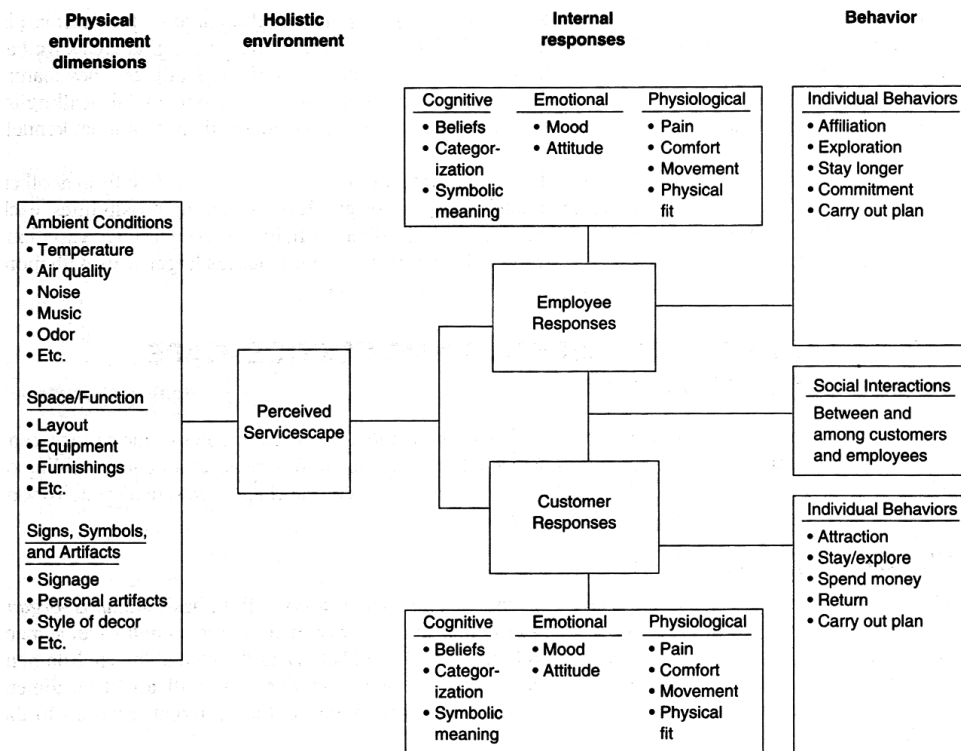 Physical
environment
dimensions
Holistic
environment
Internal
responses
Behavior
Ambient Conditions
• Temperature
• Air quality
• Noise
• Music
• Odor
• Etc.
Space/Function
• Layout
• Equipment
• Furnishings
• Etc.
Signs, Symbols,
and Artifacts
• Signage
• Personal artifacts
• Style of decor
• Etc.
Perceived
Servicescape
Cognitive
• Beliefs
• Categor-
ization
• Symbolic
meaning
Emotional
• Mood
• Attitude
Physiological
• Pain
• Comfort
• Movement
• Physical
fit
Employee
Responses
Customer
Responses
Cognitive
• Beliefs
• Categor-
ization
• Symbolic
meaning
Emotional
• Mood
• Attitude
Physiological
• Pain
• Comfort
• Movement
• Physical
fit
Individual Behaviors
• Affiliation
• Exploration
• Stay longer
• Commitment
• Carry out plan
Social Interactions
Between and
among customers
and employees
Individual Behaviors
• Attraction
• Stay/explore
• Spend money
• Return
• Carry out plan